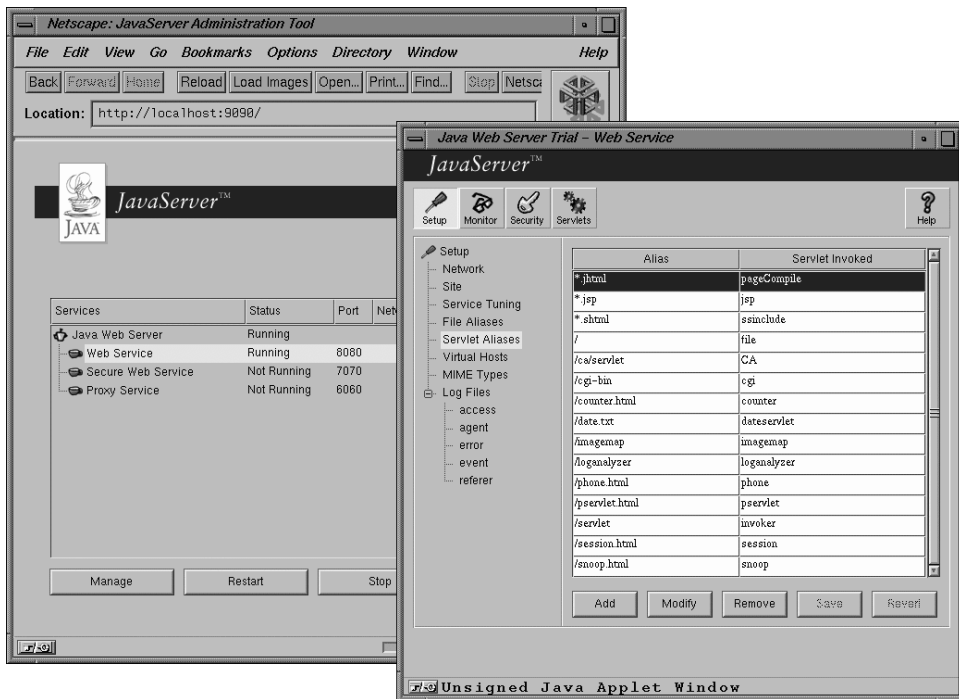 Netscape: JavaServer Administration Tool
File Edit View Go Bookmarks Options Directory Window Help
Back Forward Home Reload Load Images Open... Print... Find... Stop Netsca
Location: http://localhost:9090/
JAVA
JavaServer™
Services Status Port Net
Java Web Server Running
Web Service Running 8080
Secure Web Service Not Running 7070
Proxy Service Not Running 6060
Manage Restart Stop
Java Web Server Trial – Web Service
JavaServer™
Setup Monitor Security Servlets Help
Setup
Network
Site
Service Tuning
File Aliases
Servlet Aliases
Virtual Hosts
MIME Types
Log Files
access
agent
error
event
referer
Alias Servlet Invoked
*.jhtml pageCompile
*.jsp jsp
*.shtml ssinclude
/ file
/ca/servlet CA
/cgi-bin cgi
/counter.html counter
/date.txt dateservlet
/imagemap imagemap
/loganalyzer loganalyzer
/phone.html phone
/pservlet.html pservlet
/servlet invoker
/session.html session
/snoop.html snoop
Add Modify Remove Save Revert
Unsigned Java Applet Window